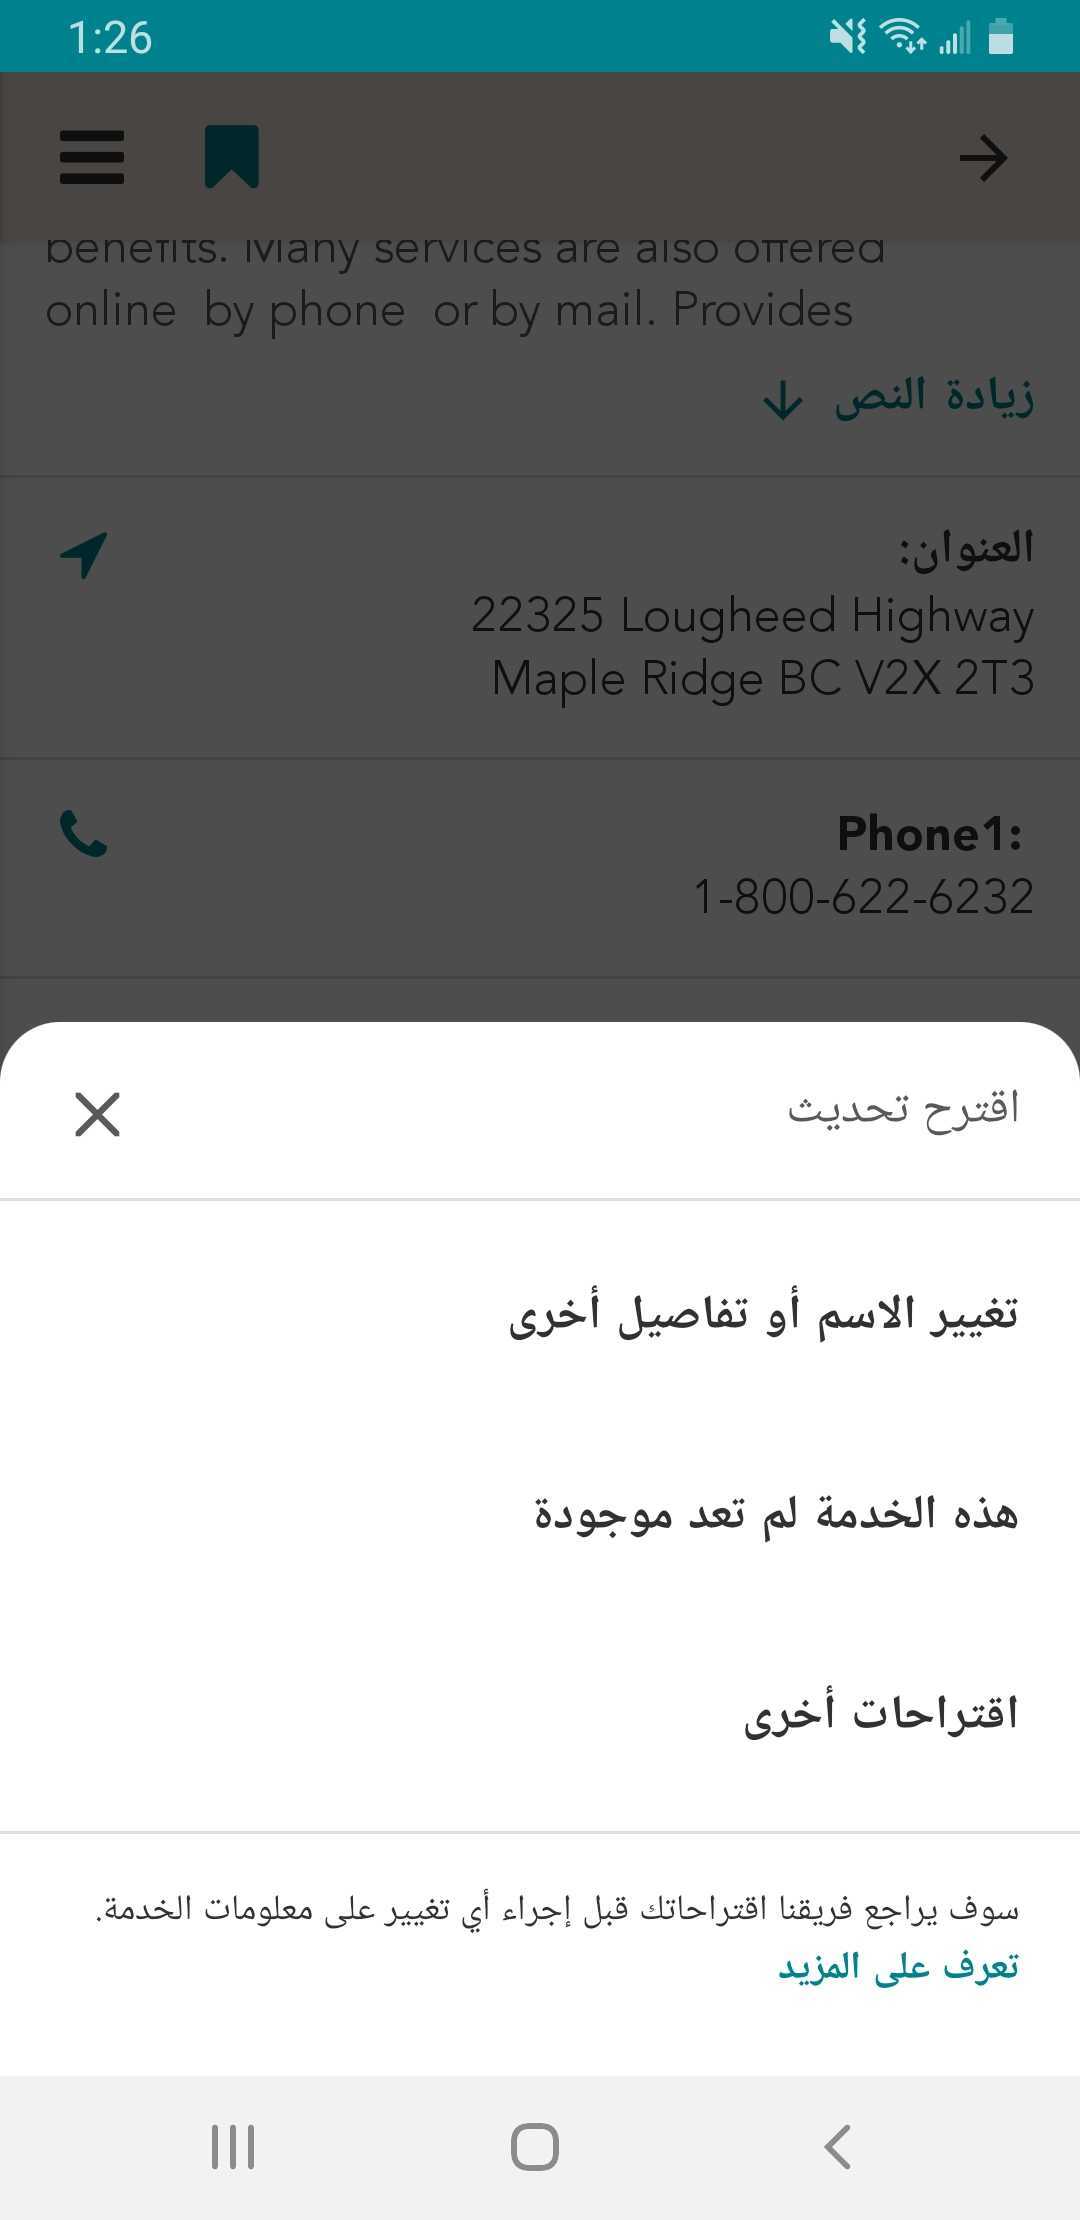 1:26
benefits. Many services are also offered
online  by phone  or by mail. Provides
زيادة النص
العنوان:
22325 Lougheed Highway
Maple Ridge BC V2X 2T3
Phone1:
1-800-622-6232
اقترح تحديث
تغيير الاسم أو تفاصيل أخرى
هذه الخدمة لم تعد موجودة
اقتراحات أخرى
سوف يراجع فريقنا اقتراحاتك قبل إجراء أي تغيير على معلومات الخدمة.
تعرف على المزيد